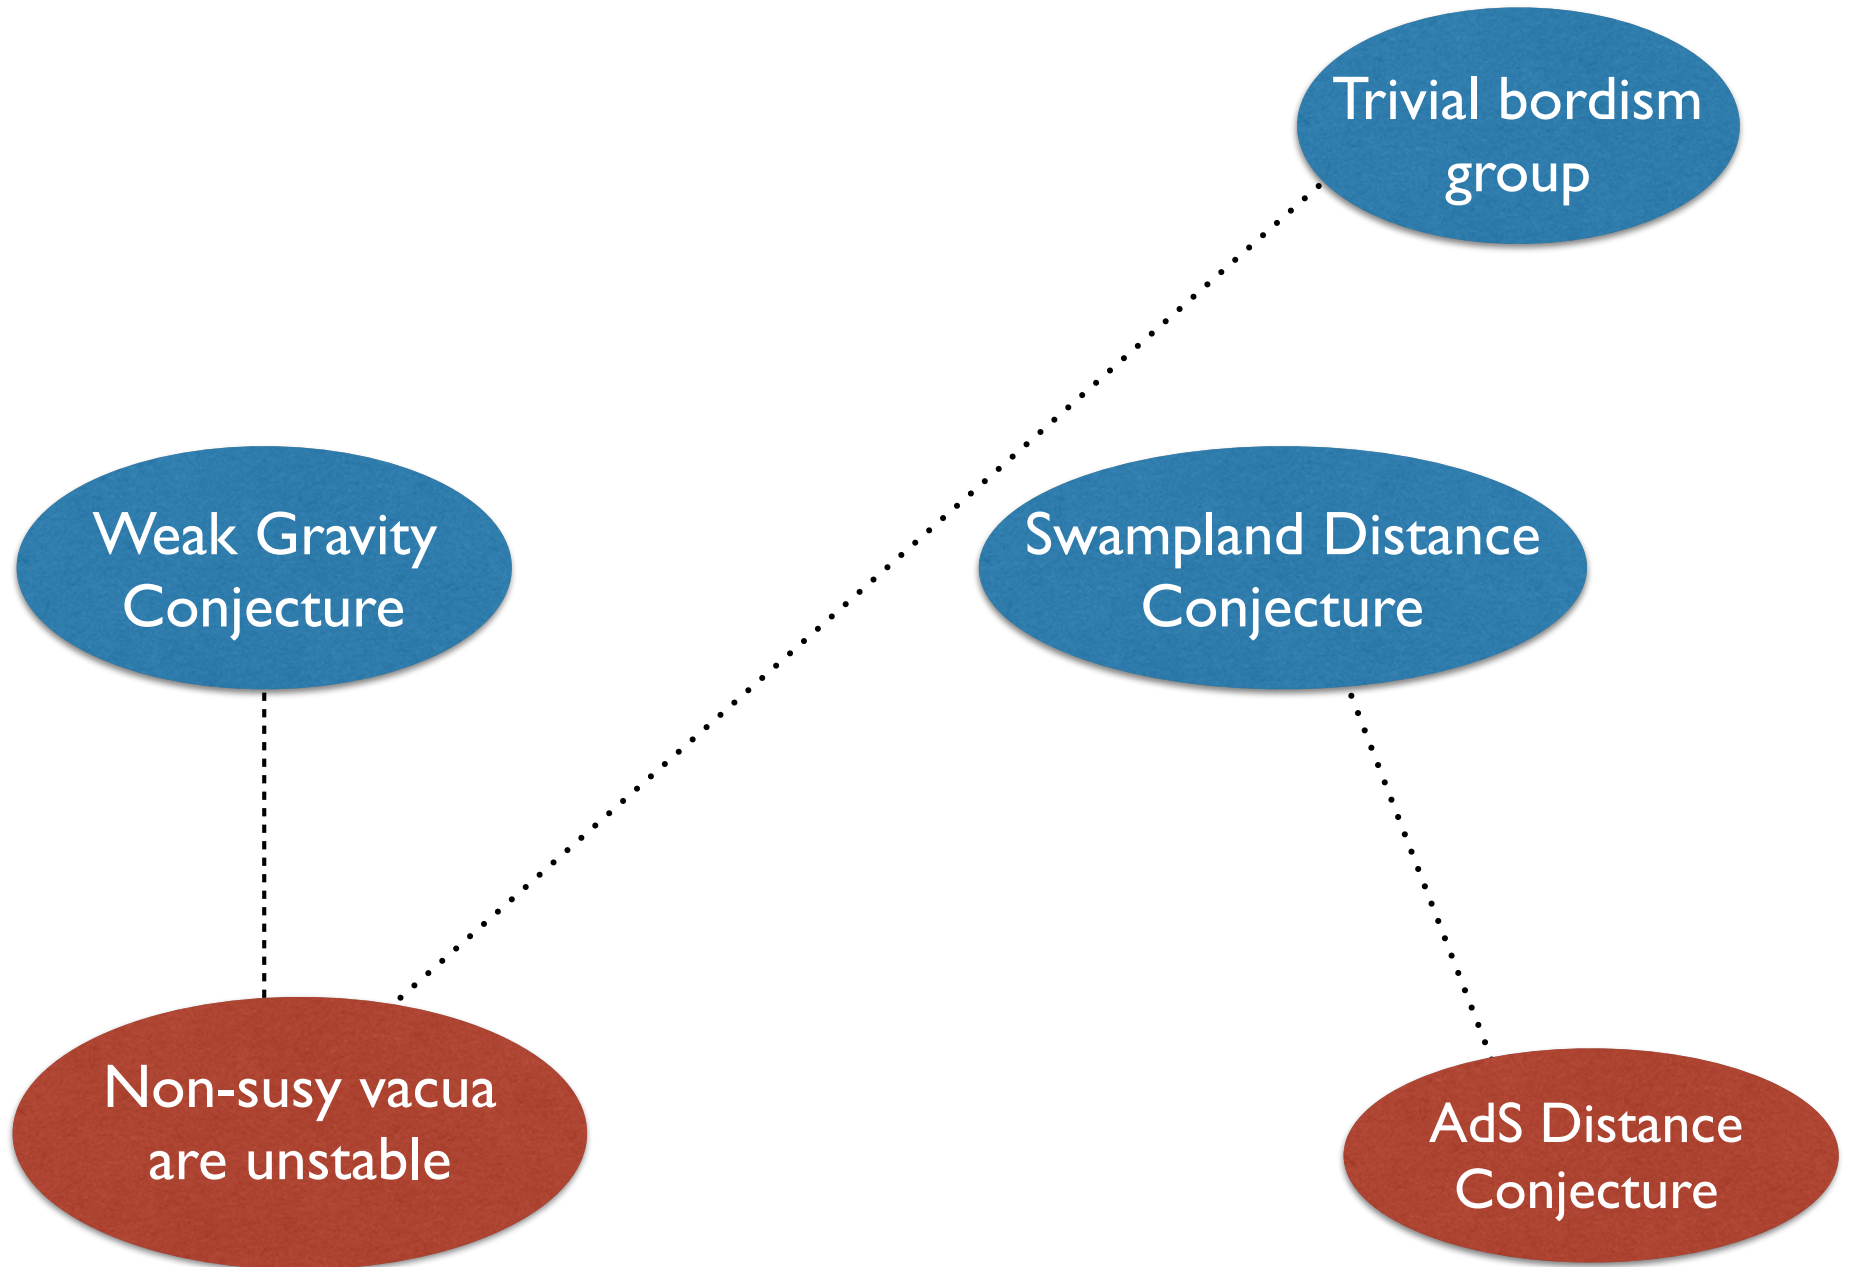 Trivial bordism
group
Weak Gravity
Conjecture
Swampland Distance
Conjecture
Non-susy vacua
are unstable
AdS Distance
Conjecture